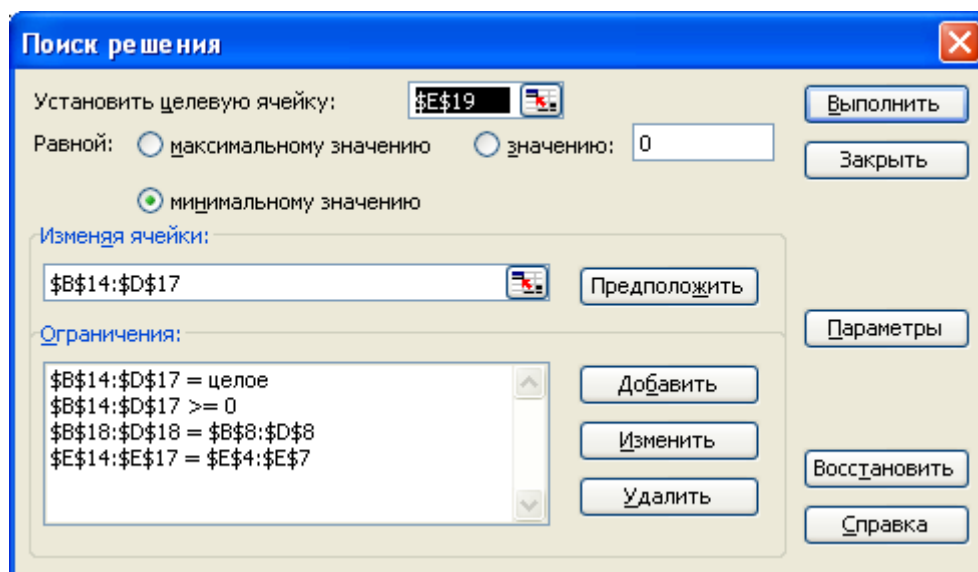 Поиск решения
Установить целевую ячейку: $E$19
Выполнить
Равной: максимальному значению значению: 0
Закрыть
минимальному значению
Изменяя ячейки:
$B$14:$D$17
Предположить
Параметры
Ограничения:
$B$14:$D$17 = целое
$B$14:$D$17 >= 0
$B$18:$D$18 = $B$8:$D$8
$E$14:$E$17 = $E$4:$E$7
Добавить
Изменить
Удалить
Восстановить
Справка